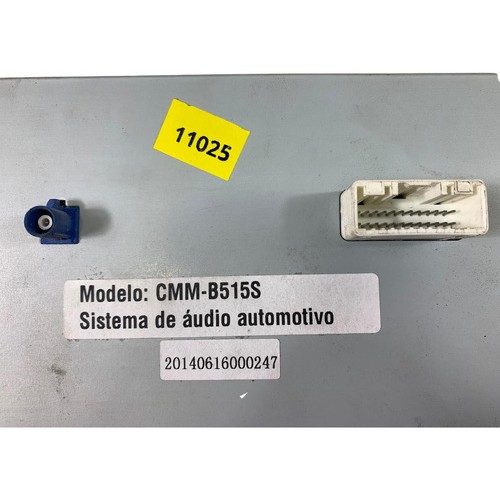 11025
Modelo: CMM-B515S
Sistema de áudio automotivo
20140616000247